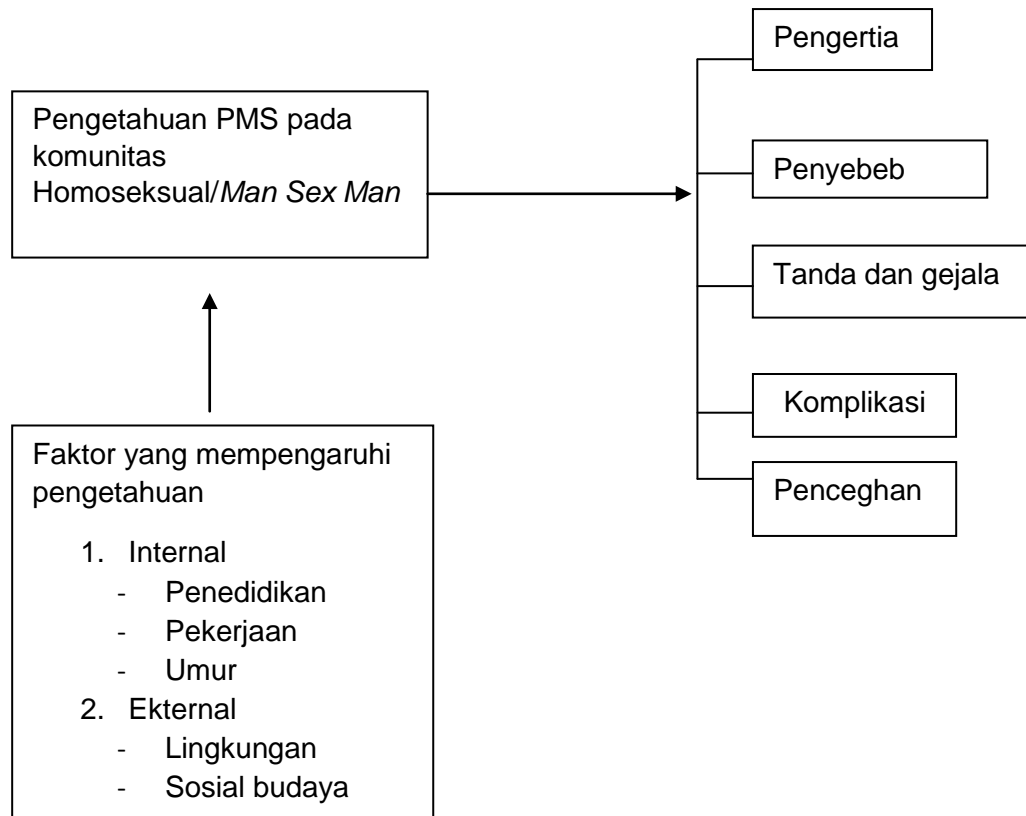 Pengetahuan PMS pada
komunitas
Homoseksual/Man Sex Man
Pengertia
Penyebeb
Tanda dan gejala
Komplikasi
Penceghan
Faktor yang mempengaruhi
pengetahuan
1. Internal
- Penedidikan
- Pekerjaan
- Umur
2. Ekternal
- Lingkungan
- Sosial budaya